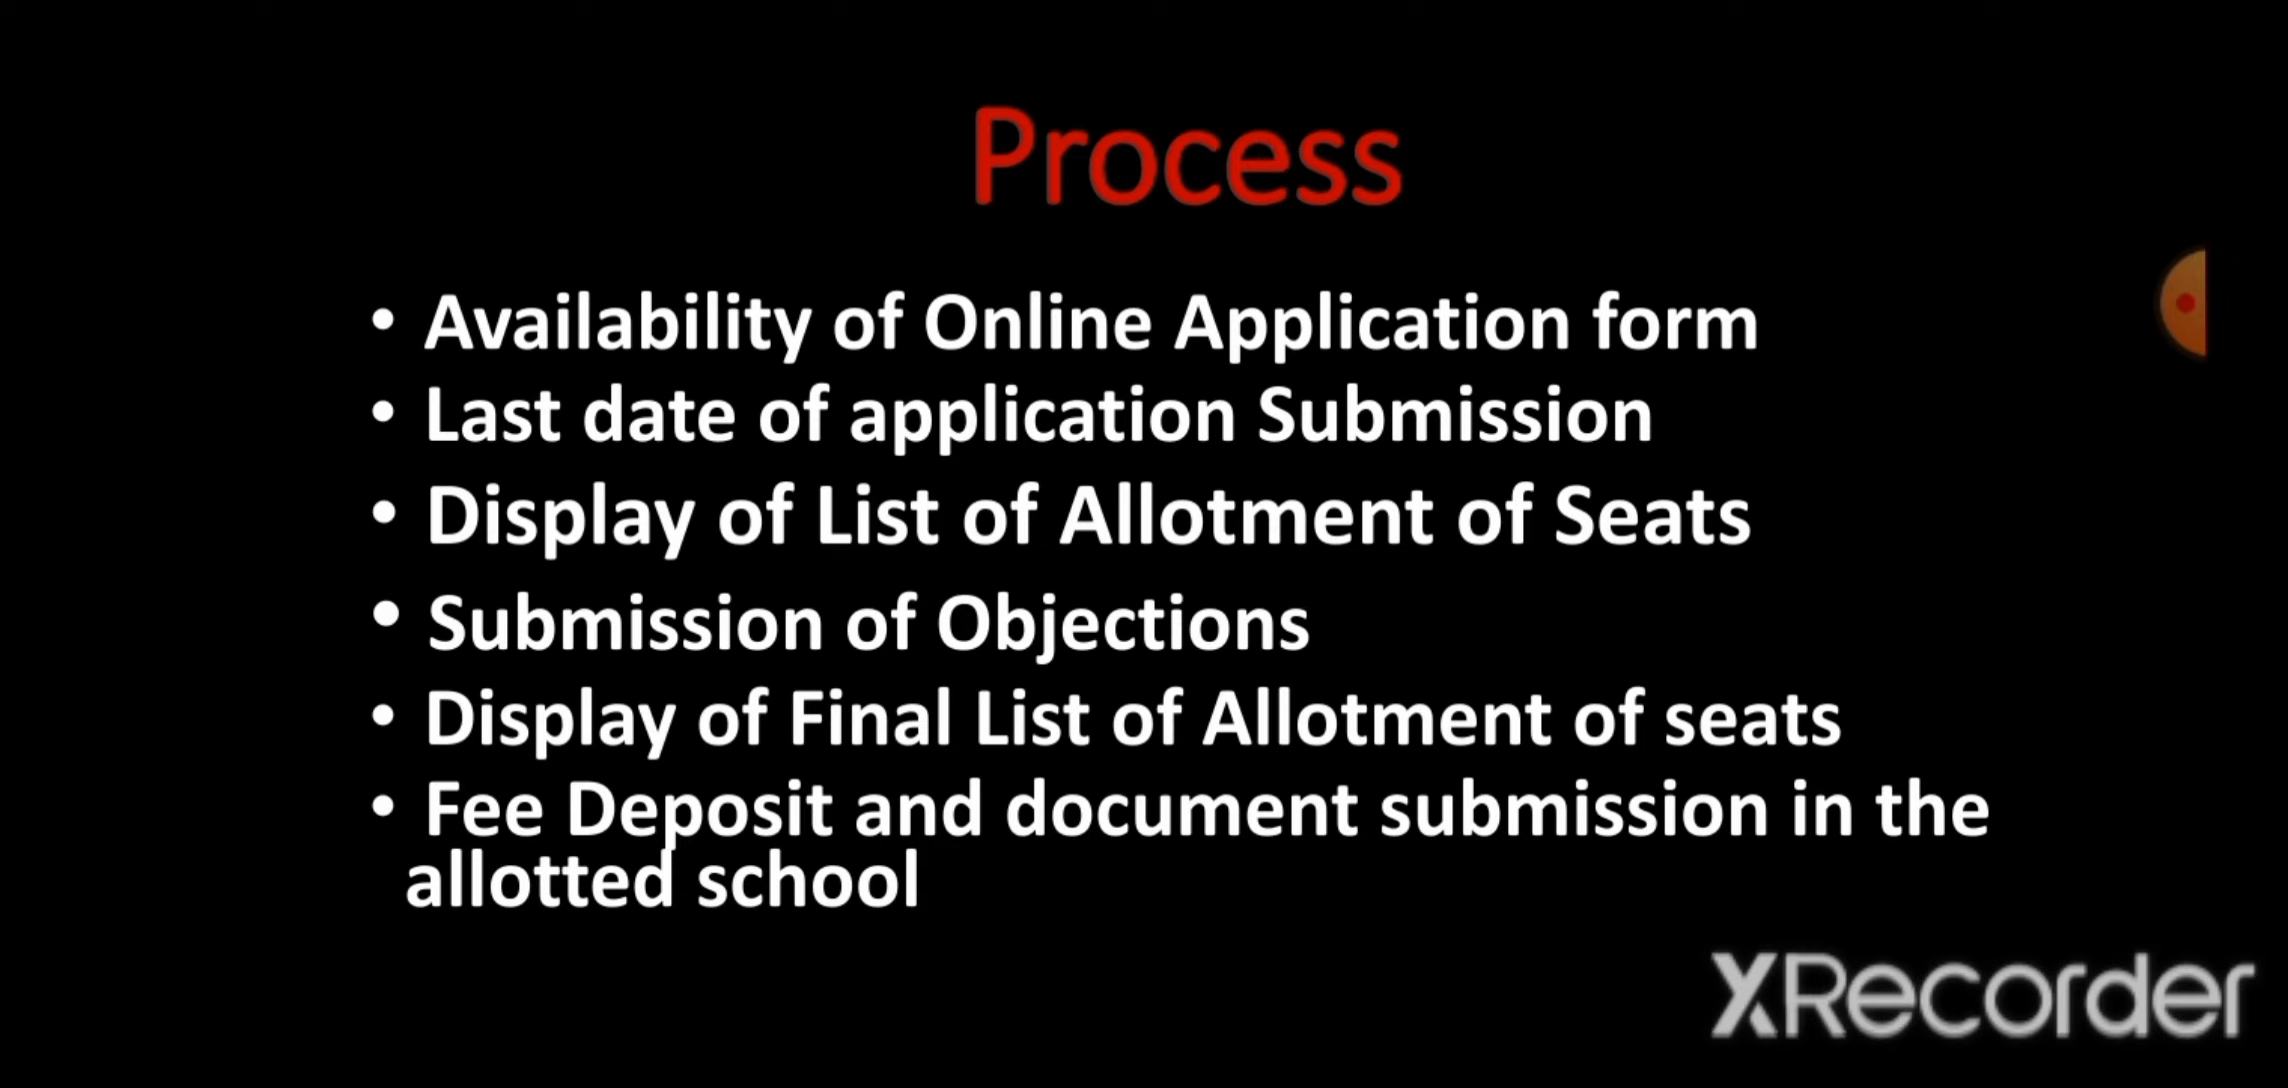 Process
• Availability of Online Application form
• Last date of application Submission
• Display of List of Allotment of Seats
• Submission of Objections
• Display of Final List of Allotment of seats
• Fee Deposit and document submission in the
allotted school
XRecorder